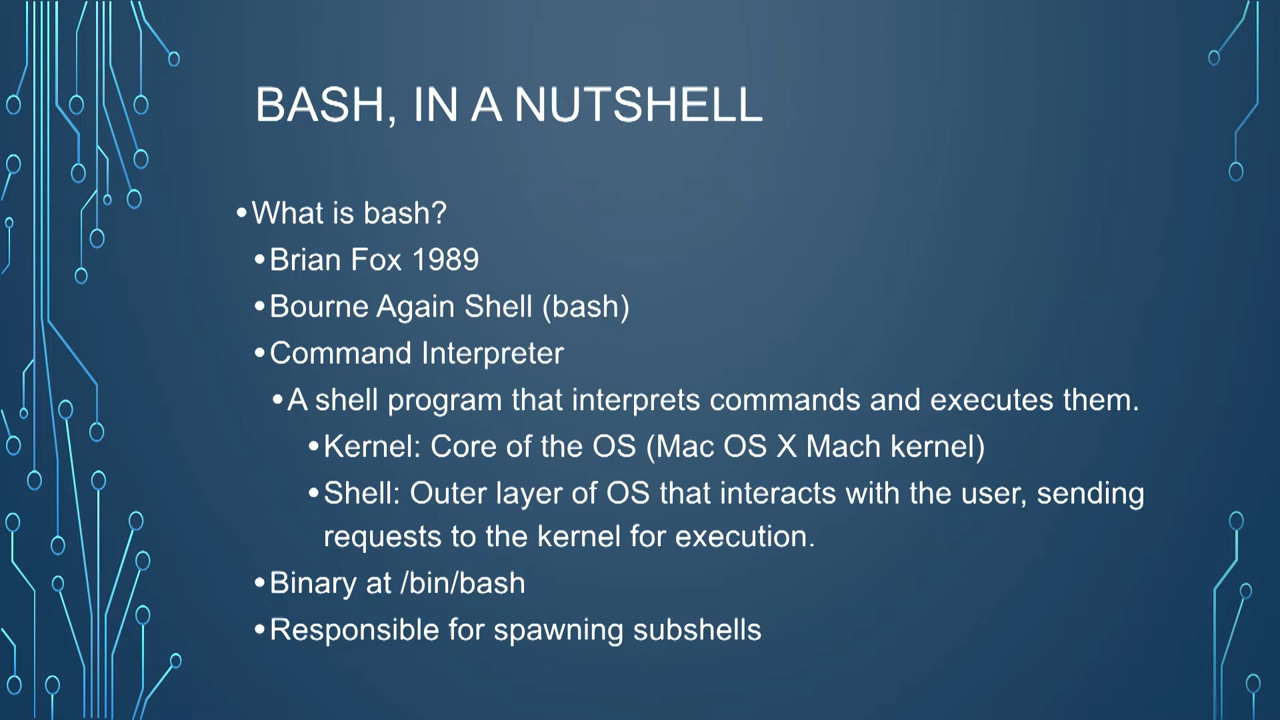 BASH, IN A NUTSHELL
•What is bash?
•Brian Fox 1989
•Bourne Again Shell (bash)
•Command Interpreter
•A shell program that interprets commands and executes them.
•Kernel: Core of the OS (Mac OS X Mach kernel)
•Shell: Outer layer of OS that interacts with the user, sending
requests to the kernel for execution.
•Binary at /bin/bash
•Responsible for spawning subshells